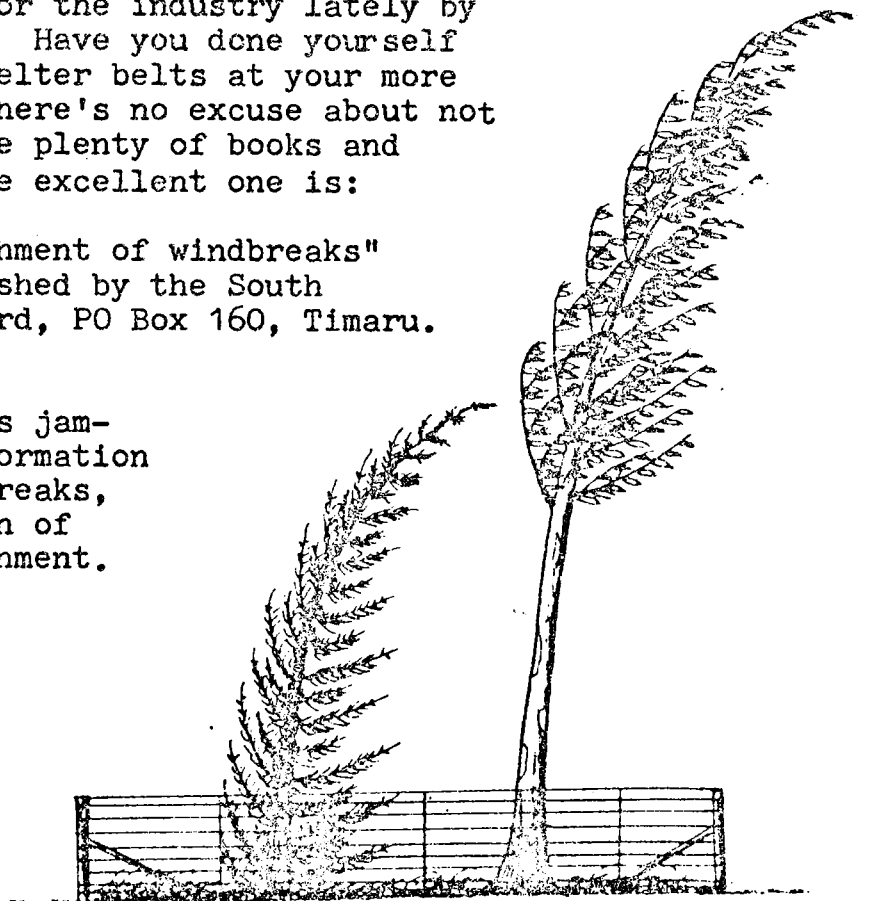 or the industry lately by
Have you done yourself
elter belts at your more
here's no excuse about not
e plenty of books and
e excellent one is:
nment of windbreaks"
shed by the South
rd, PO Box 160, Timaru.
s jam-
ormation
reaks,
n of
nment.